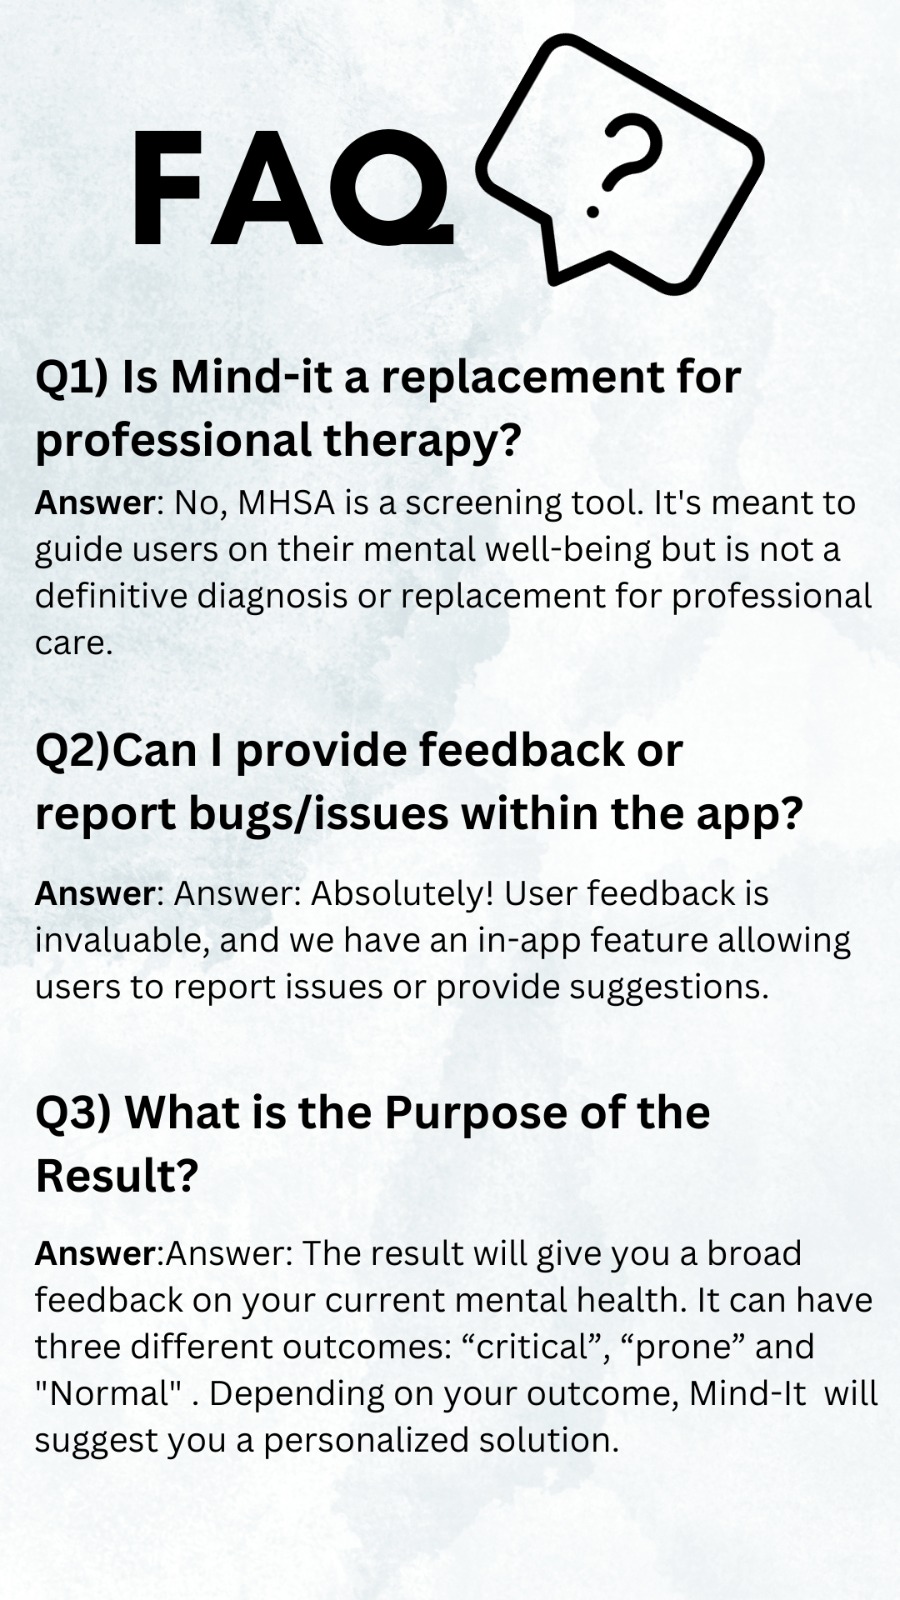 FAQ
?
Q1) Is Mind-it a replacement for
professional therapy?
Answer: No, MHSA is a screening tool. It's meant to
guide users on their mental well-being but is not a
definitive diagnosis or replacement for professional
care.
Q2)Can I provide feedback or
report bugs/issues within the app?
Answer: Answer: Absolutely! User feedback is
invaluable, and we have an in-app feature allowing
users to report issues or provide suggestions.
Q3) What is the Purpose of the
Result?
Answer:Answer: The result will give you a broad
feedback on your current mental health. It can have
three different outcomes: “critical”, “prone” and
"Normal" . Depending on your outcome, Mind-It  will
suggest you a personalized solution.